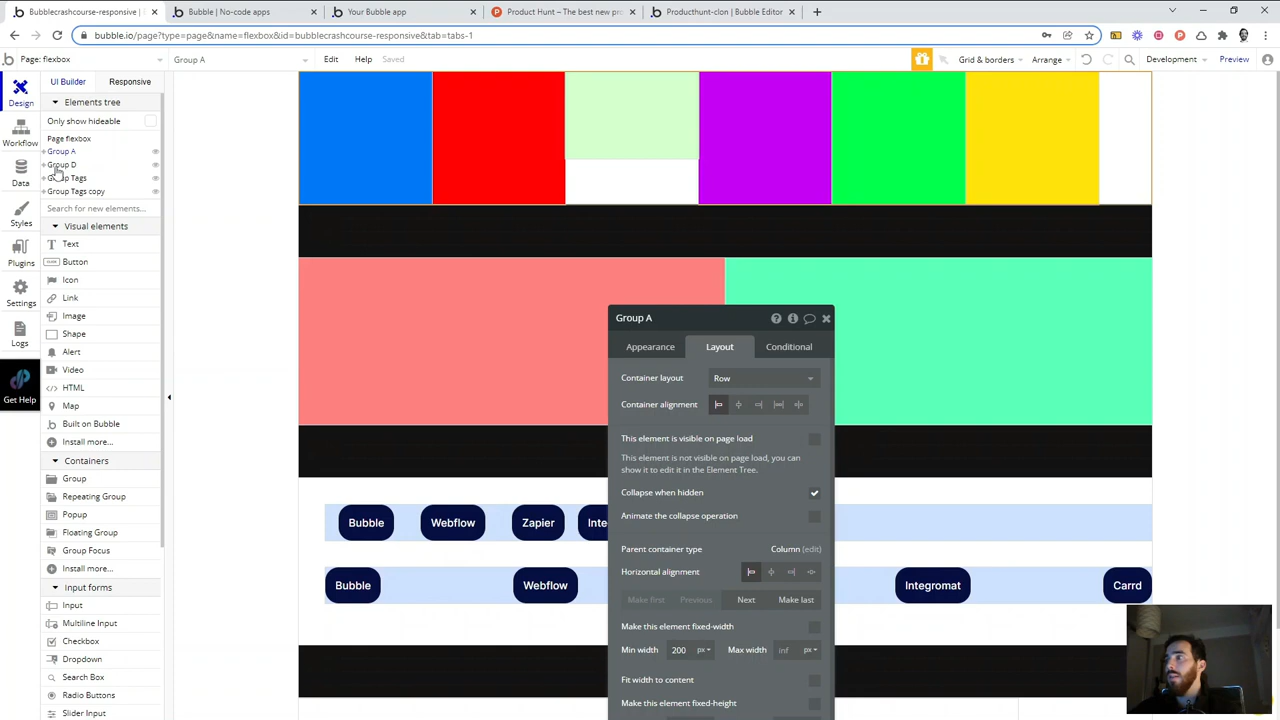 Bubblecrashcourse-responsive | ×
Bubble | No-code apps ×
Your Bubble app ×
Product Hunt – The best new pro ×
Producthunt-clon | Bubble Editor ×
bubble.io/page?type=page&name=flexbox&id=bubblecrashcourse-responsive&tab=tabs-1
Page: flexbox
Group A
Edit
Help
Saved
Grid & borders
Arrange
Development
Preview
Design
Workflow
Data
Styles
Plugins
Settings
Logs
Get Help
UI Builder
Responsive
Elements tree
Only show hideable
Page flexbox
Group A
Group D
Group Tags
Group Tags copy
Search for new elements...
Visual elements
Text
CLICK Button
Icon
Link
Image
Shape
Alert
Video
HTML
Map
Built on Bubble
Install more...
Containers
Group
Repeating Group
Popup
Floating Group
Group Focus
Install more...
Input forms
Input
Multiline Input
Checkbox
Dropdown
Search Box
Radio Buttons
Slider Input
Group A
Appearance
Layout
Conditional
Container layout
Row
Container alignment
This element is visible on page load
This element is not visible on page load, you can
show it to edit it in the Element Tree.
Collapse when hidden
Animate the collapse operation
Parent container type
Column (edit)
Horizontal alignment
Make first
Previous
Next
Make last
Make this element fixed-width
Min width 200 px
Max width inf px
Fit width to content
Make this element fixed-height
Bubble
Webflow
Zapier
Inte
Bubble
Webflow
Integromat
Carrd